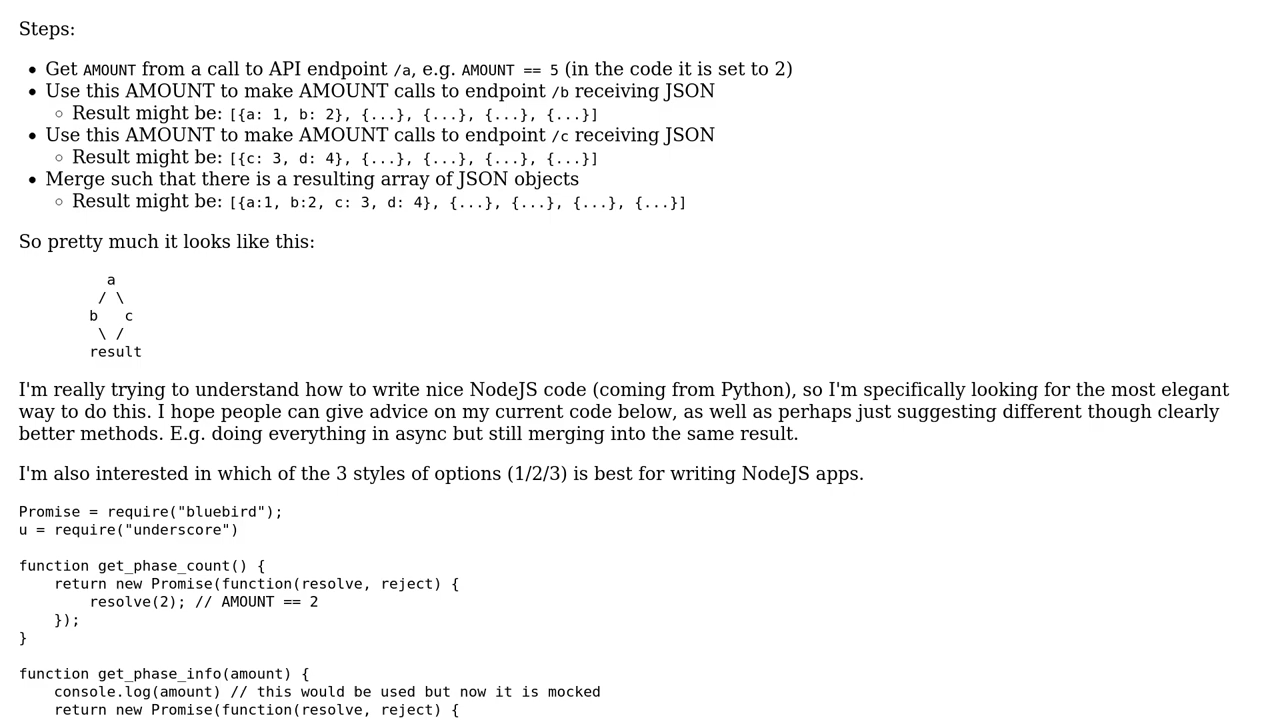 Steps:
• Get AMOUNT from a call to API endpoint /a, e.g. AMOUNT == 5 (in the code it is set to 2)
• Use this AMOUNT to make AMOUNT calls to endpoint /b receiving JSON
◦ Result might be: [{a: 1, b: 2}, {...}, {...}, {...}, {...}]
• Use this AMOUNT to make AMOUNT calls to endpoint /c receiving JSON
◦ Result might be: [{c: 3, d: 4}, {...}, {...}, {...}, {...}]
• Merge such that there is a resulting array of JSON objects
◦ Result might be: [{a:1, b:2, c: 3, d: 4}, {...}, {...}, {...}, {...}]
So pretty much it looks like this:
          a
         / \
        b   c
         \ /
        result
I'm really trying to understand how to write nice NodeJS code (coming from Python), so I'm specifically looking for the most elegant
way to do this. I hope people can give advice on my current code below, as well as perhaps just suggesting different though clearly
better methods. E.g. doing everything in async but still merging into the same result.
I'm also interested in which of the 3 styles of options (1/2/3) is best for writing NodeJS apps.
Promise = require("bluebird");
u = require("underscore")
function get_phase_count() {
    return new Promise(function(resolve, reject) {
        resolve(2); // AMOUNT == 2
    });
}
function get_phase_info(amount) {
    console.log(amount) // this would be used but now it is mocked
    return new Promise(function(resolve, reject) {